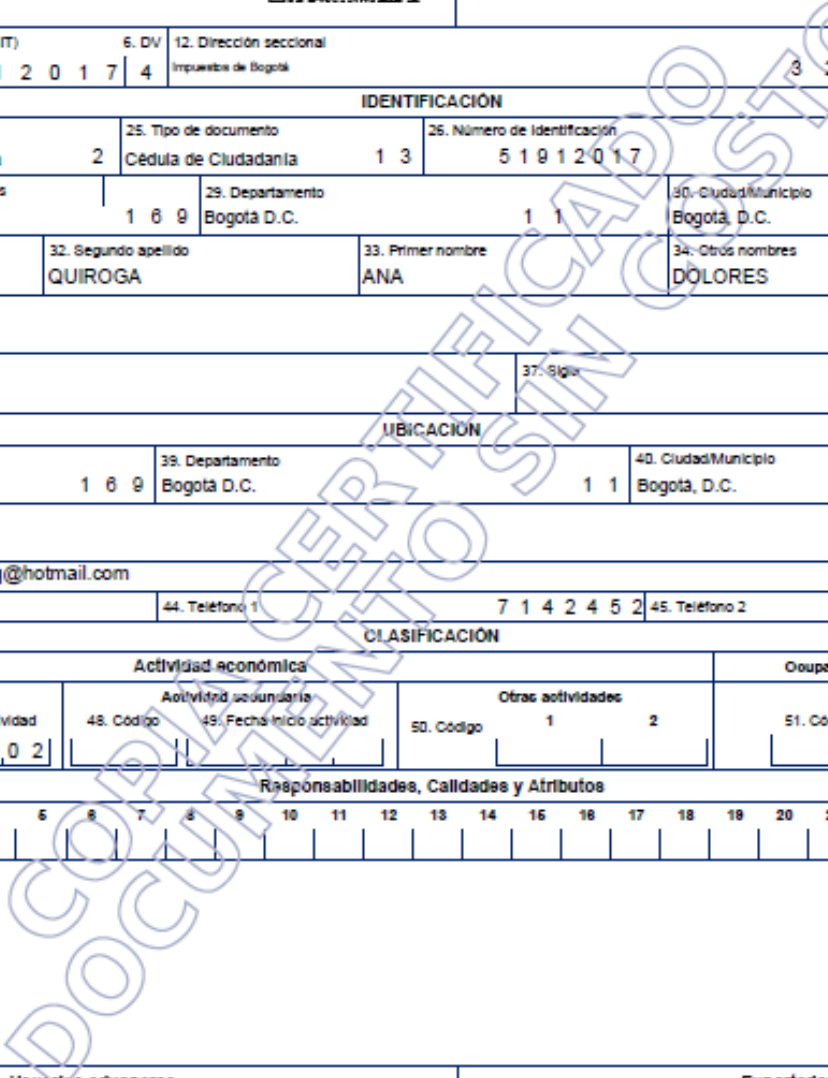 IT) 6. DV 12. Dirección seccional
2 0 1 7 4 Impuestos de Bogotá 3 2
IDENTIFICACIÓN
25. Tipo de documento 26. Número de Identificación
2 Cédula de Ciudadanía 1 3 5 1 9 1 2 0 1 7
29. Departamento 30. Ciudad/Municipio
1 6 9 Bogotá D.C. 1 1 Bogotá, D.C.
32. Segundo apellido 33. Primer nombre 34. Otros nombres
QUIROGA ANA DOLORES
37. Sigla
UBICACIÓN
39. Departamento 40. Ciudad/Municipio
1 6 9 Bogotá D.C. 1 1 Bogotá, D.C.
@hotmail.com
44. Teléfono 1 7 1 4 2 4 5 2 45. Teléfono 2
CLASIFICACIÓN
Actividad económica Ocupa
Actividad secundaria Otras actividades
vidad 48. Código 49. Fecha inicio actividad 50. Código 1 2 51. Có
0 2
Responsabilidades, Calidades y Atributos
5 6 7 8 9 10 11 12 13 14 15 16 17 18 19 20
COPIA CERTIFICADO
DOCUMENTO SIN COSTO